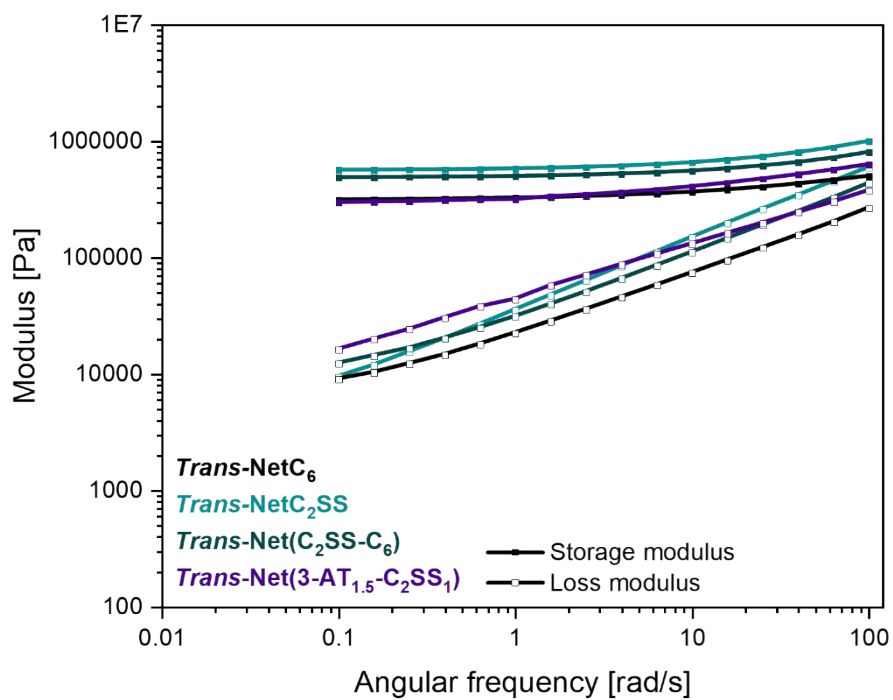 1E7
1000000
100000
10000
1000
100
Modulus [Pa]
Trans-NetC₆
Trans-NetC₂SS
Trans-Net(C₂SS-C₆)
Trans-Net(3-AT₁.₅-C₂SS₁)
Storage modulus
Loss modulus
0.01
0.1
1
10
100
Angular frequency [rad/s]